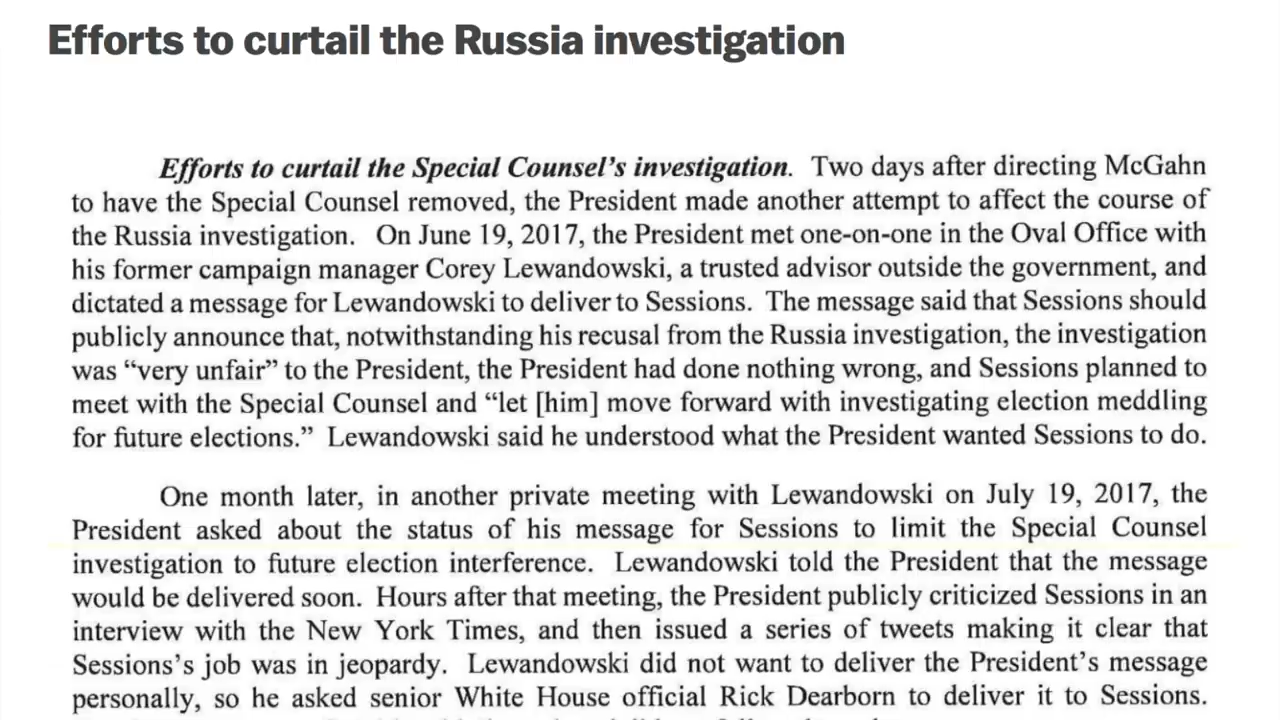 Efforts to curtail the Russia investigation
Efforts to curtail the Special Counsel's investigation. Two days after directing McGahn
to have the Special Counsel removed, the President made another attempt to affect the course of
the Russia investigation. On June 19, 2017, the President met one-on-one in the Oval Office with
his former campaign manager Corey Lewandowski, a trusted advisor outside the government, and
dictated a message for Lewandowski to deliver to Sessions. The message said that Sessions should
publicly announce that, notwithstanding his recusal from the Russia investigation, the investigation
was “very unfair” to the President, the President had done nothing wrong, and Sessions planned to
meet with the Special Counsel and “let [him] move forward with investigating election meddling
for future elections.” Lewandowski said he understood what the President wanted Sessions to do.
One month later, in another private meeting with Lewandowski on July 19, 2017, the
President asked about the status of his message for Sessions to limit the Special Counsel
investigation to future election interference. Lewandowski told the President that the message
would be delivered soon. Hours after that meeting, the President publicly criticized Sessions in an
interview with the New York Times, and then issued a series of tweets making it clear that
Sessions's job was in jeopardy. Lewandowski did not want to deliver the President's message
personally, so he asked senior White House official Rick Dearborn to deliver it to Sessions.